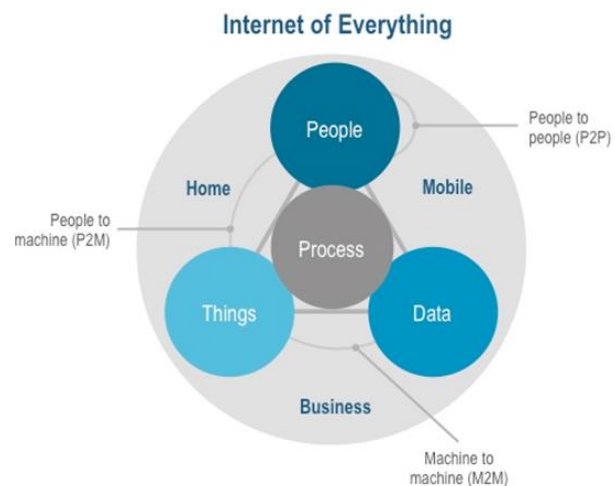 Internet of Everything
People
People to
people (P2P)
Home
Mobile
People to
machine (P2M)
Process
Things
Data
Business
Machine to
machine (M2M)